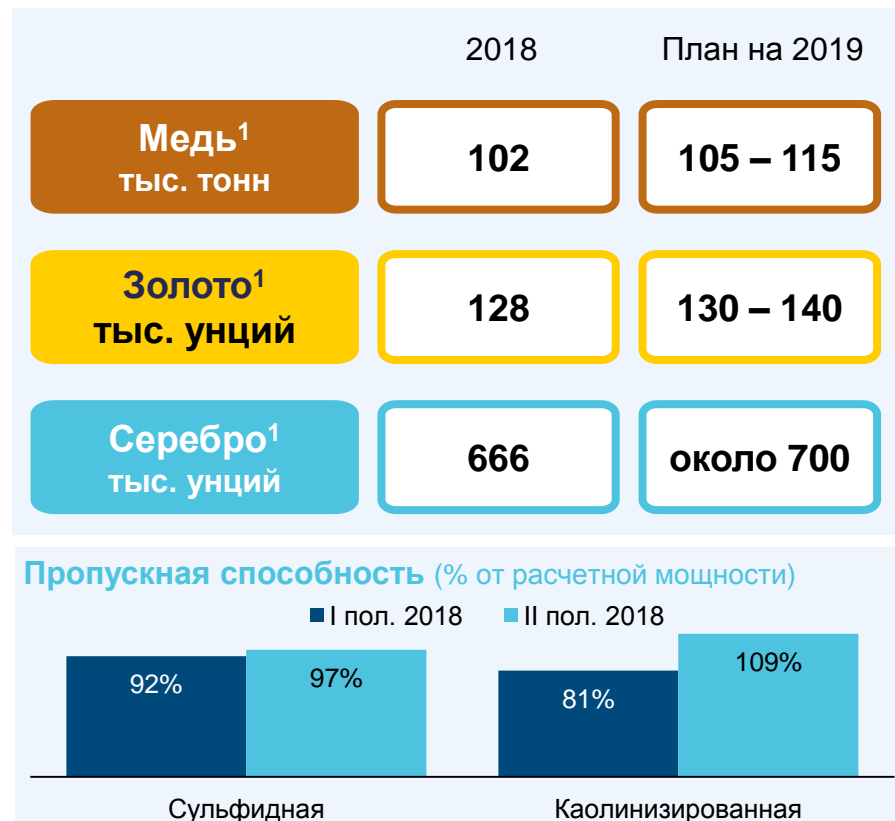 2018 План на 2019
Медь¹
тыс. тонн
102
105 – 115
Золото¹
тыс. унций
128
130 – 140
Серебро¹
тыс. унций
666
около 700
Пропускная способность (% от расчетной мощности)
I пол. 2018 II пол. 2018
92% 97% 81% 109%
Сульфидная Каолинизированная